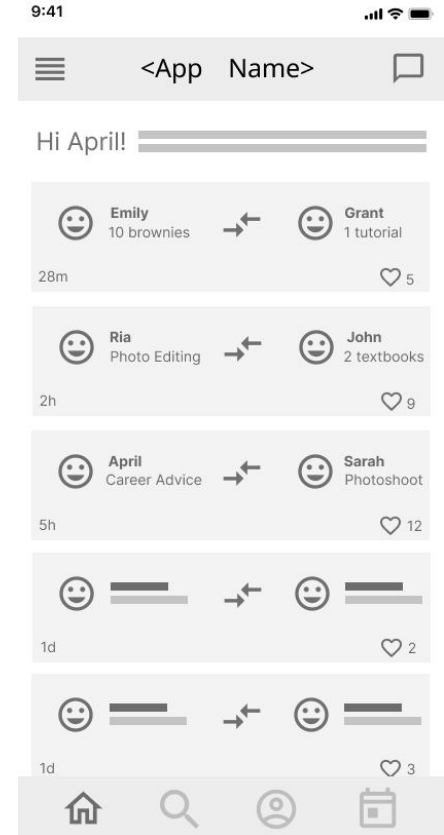 9:41
<App Name>
Hi April!
Emily Grant
10 brownies 1 tutorial
28m 5
Ria John
Photo Editing 2 textbooks
2h 9
April Sarah
Career Advice Photoshoot
5h 12
1d 2
1d 3